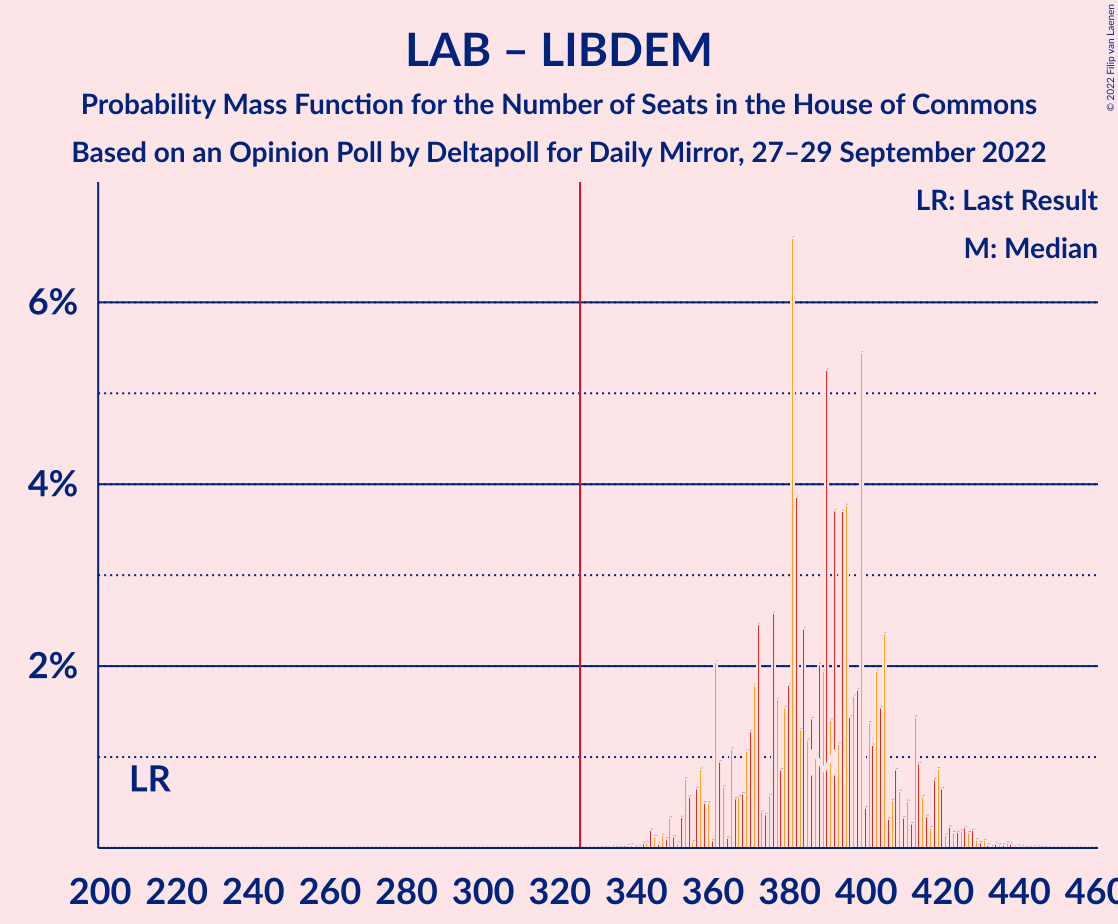 LAB – LIBDEM
Probability Mass Function for the Number of Seats in the House of Commons
Based on an Opinion Poll by Deltapoll for Daily Mirror, 27–29 September 2022
© 2022 Filip van Laenen
LR: Last Result
M: Median
6%
4%
2%
LR
200 220 240 260 280 300 320 340 360 380 400 420 440 460